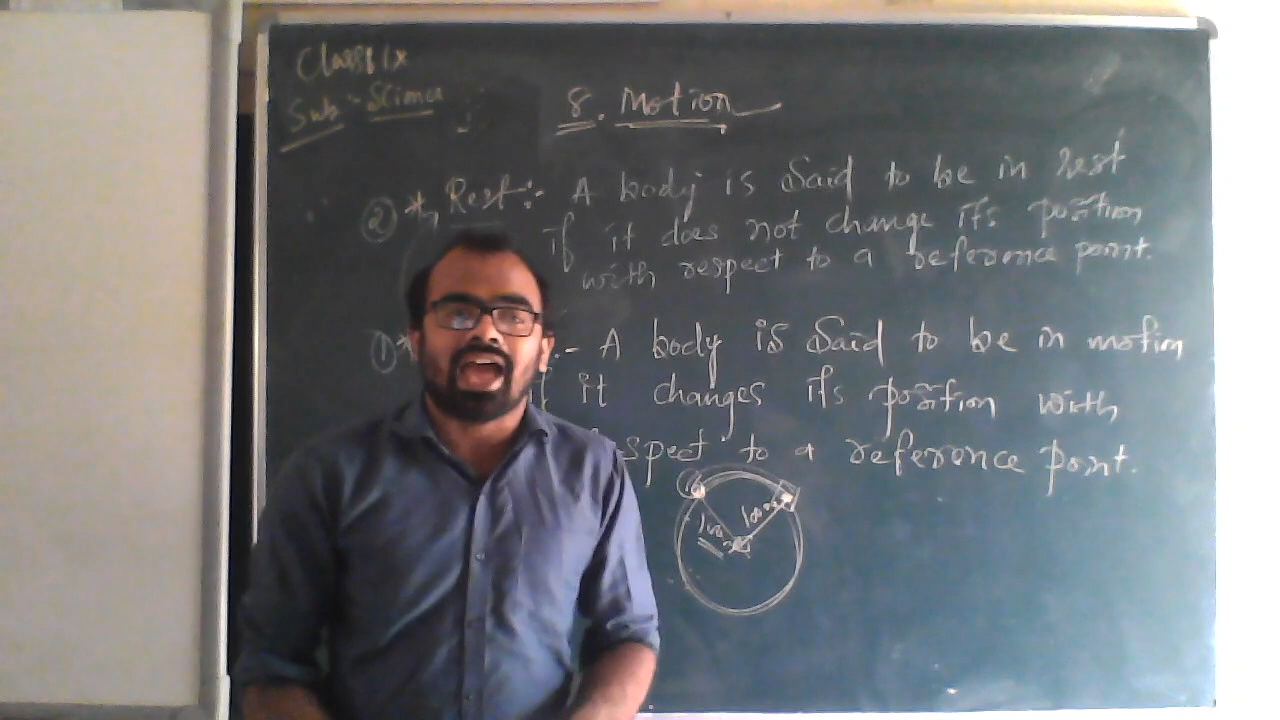 Class IX
Sub:- Science
8. Motion
② * Rest:- A body is said to be in rest
if it does not change its position
with respect to a reference point.
① * :- A body is said to be in motion
it changes its position with
spect to a reference point.
100m
100m